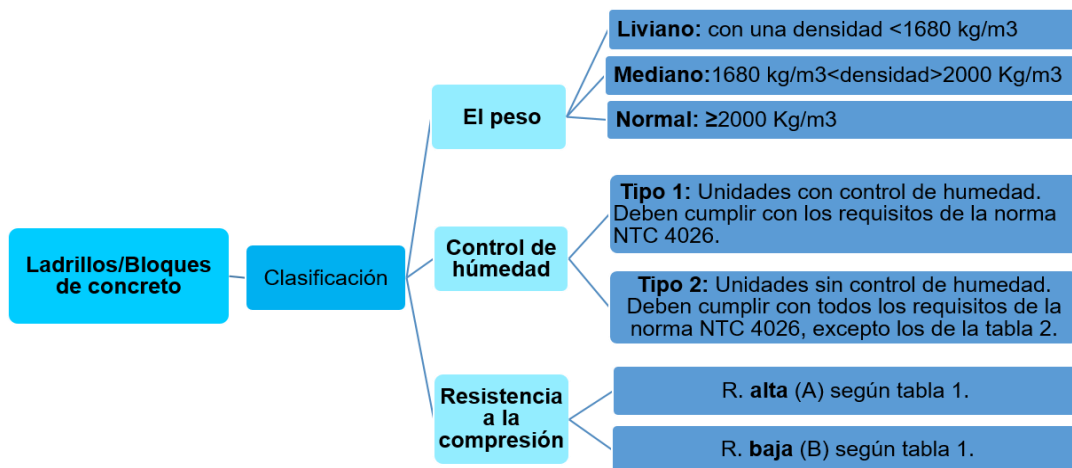 Ladrillos/Bloques
de concreto
Clasificación
El peso
Liviano: con una densidad <1680 kg/m3
Mediano:1680 kg/m3<densidad>2000 Kg/m3
Normal: ≥2000 Kg/m3
Control de
húmedad
Tipo 1: Unidades con control de humedad.
Deben cumplir con los requisitos de la norma
NTC 4026.
Tipo 2: Unidades sin control de humedad.
Deben cumplir con todos los requisitos de la
norma NTC 4026, excepto los de la tabla 2.
Resistencia
a la
compresión
R. alta (A) según tabla 1.
R. baja (B) según tabla 1.